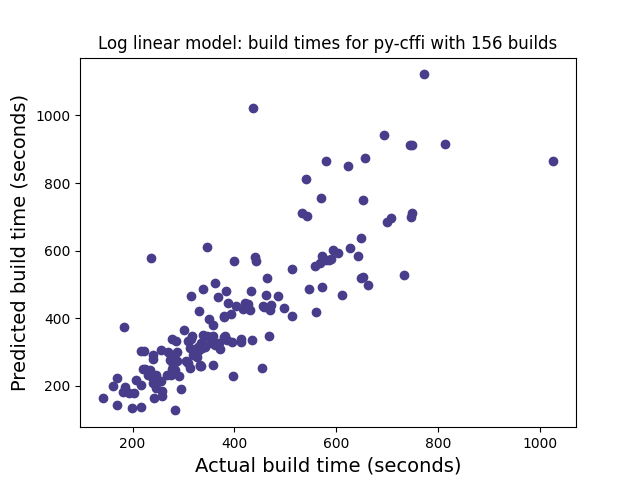 Log linear model: build times for py-cffi with 156 builds
Predicted build time (seconds)
1000
800
600
400
200
200 400 600 800 1000
Actual build time (seconds)